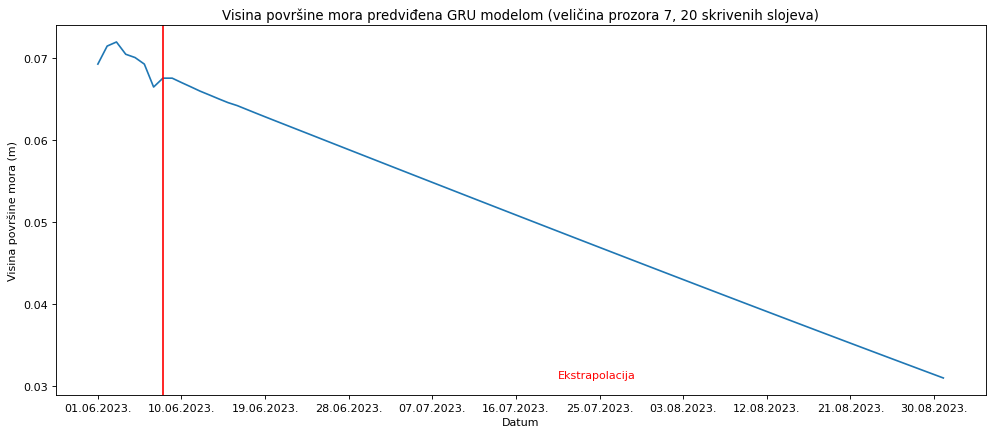 Visina površine mora predviđena GRU modelom (veličina prozora 7, 20 skrivenih slojeva)
Visina površine mora (m)
0.07
0.06
0.05
0.04
0.03
Ekstrapolacija
01.06.2023. 10.06.2023. 19.06.2023. 28.06.2023. 07.07.2023. 16.07.2023. 25.07.2023. 03.08.2023. 12.08.2023. 21.08.2023. 30.08.2023.
Datum